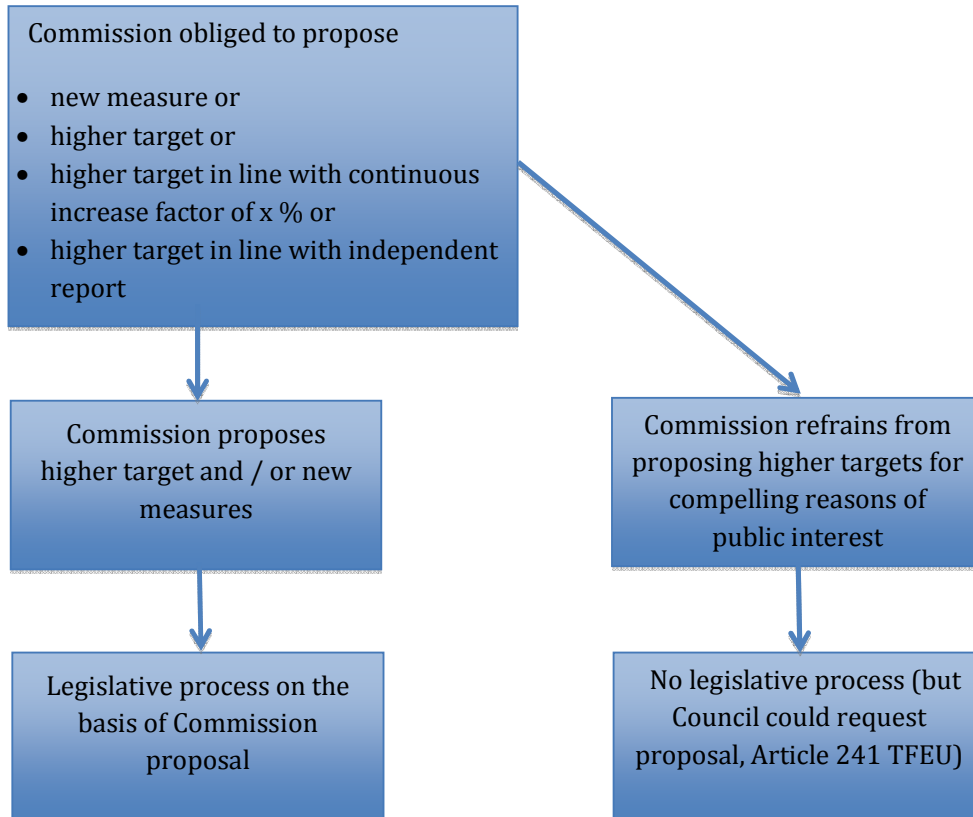 Commission obliged to propose
• new measure or
• higher target or
• higher target in line with continuous
increase factor of x % or
• higher target in line with independent
report
Commission proposes
higher target and / or new
measures
Commission refrains from
proposing higher targets for
compelling reasons of
public interest
Legislative process on the
basis of Commission
proposal
No legislative process (but
Council could request
proposal, Article 241 TFEU)